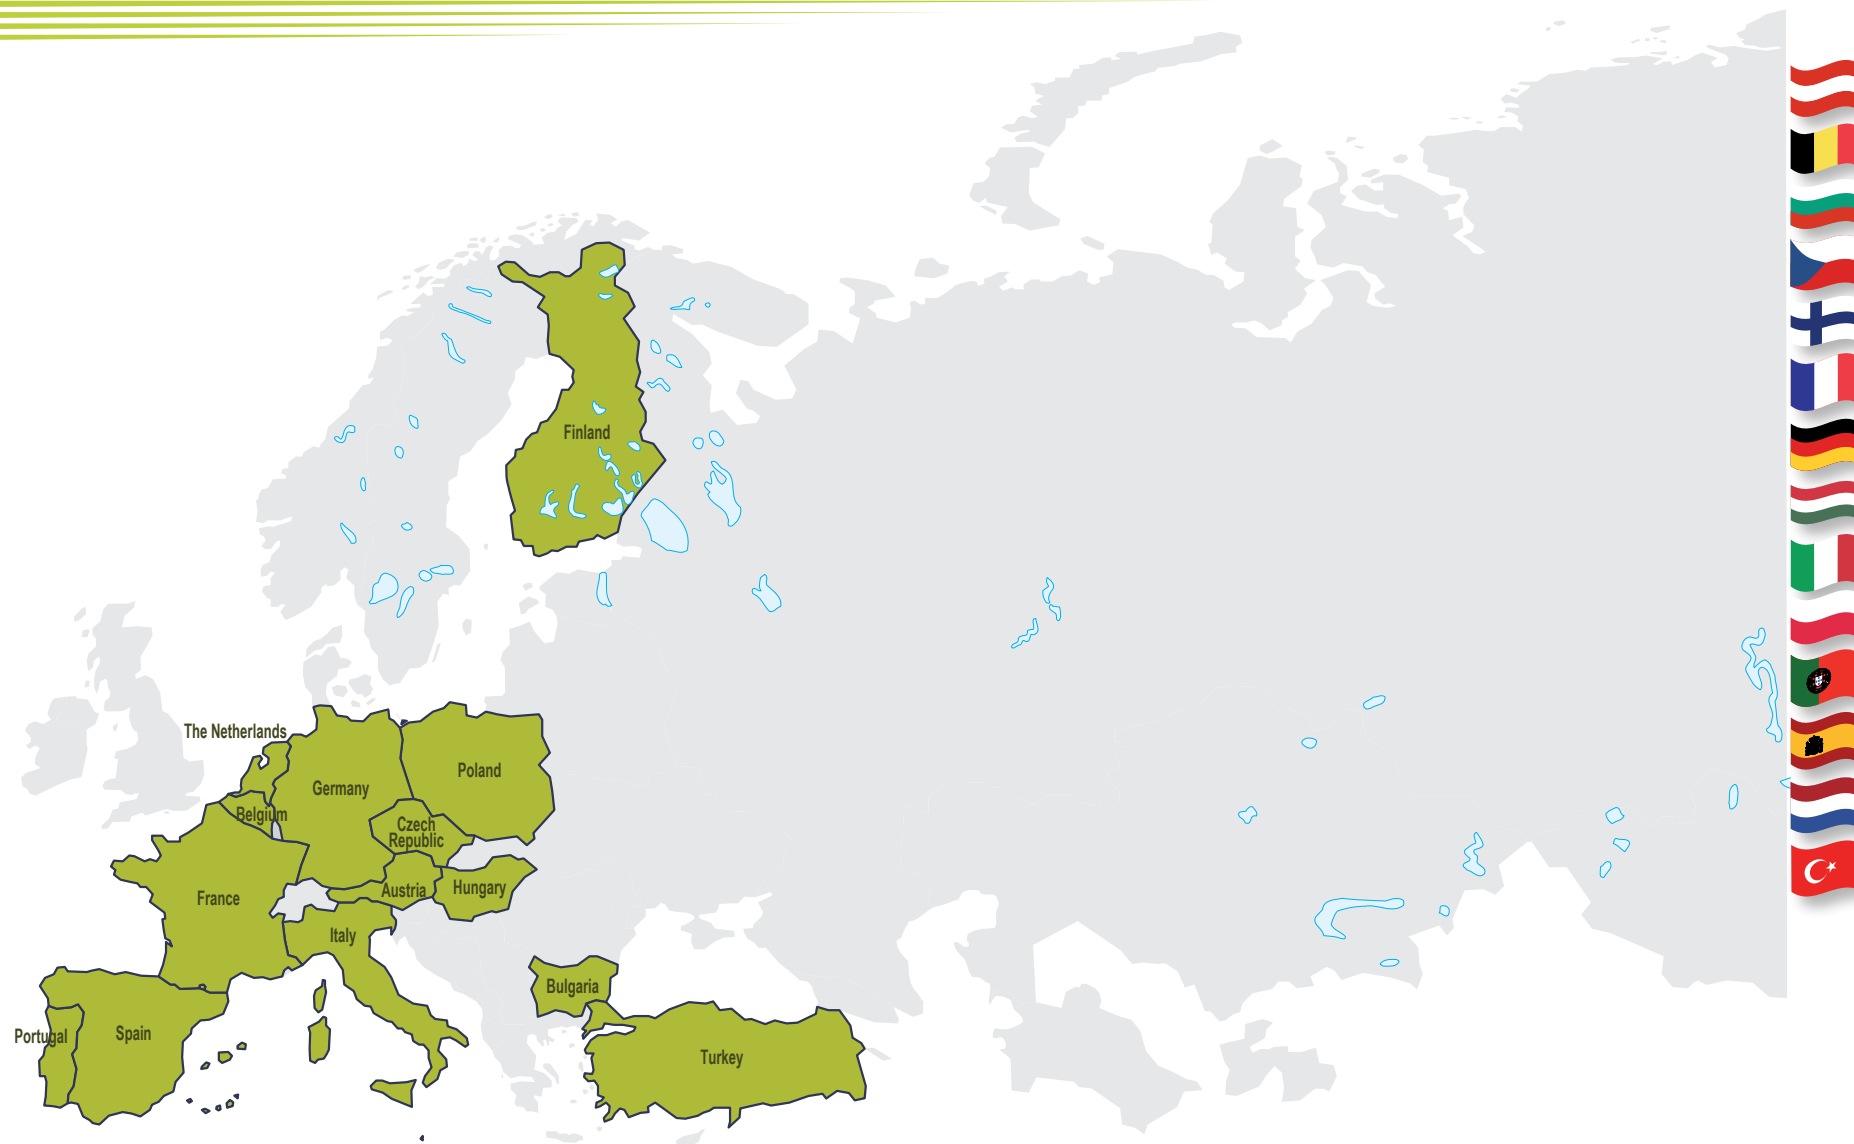 Finland
The Netherlands
Poland
Germany
Belgium
Czech
Republic
Austria
Hungary
France
Italy
Bulgaria
Portugal
Spain
Turkey